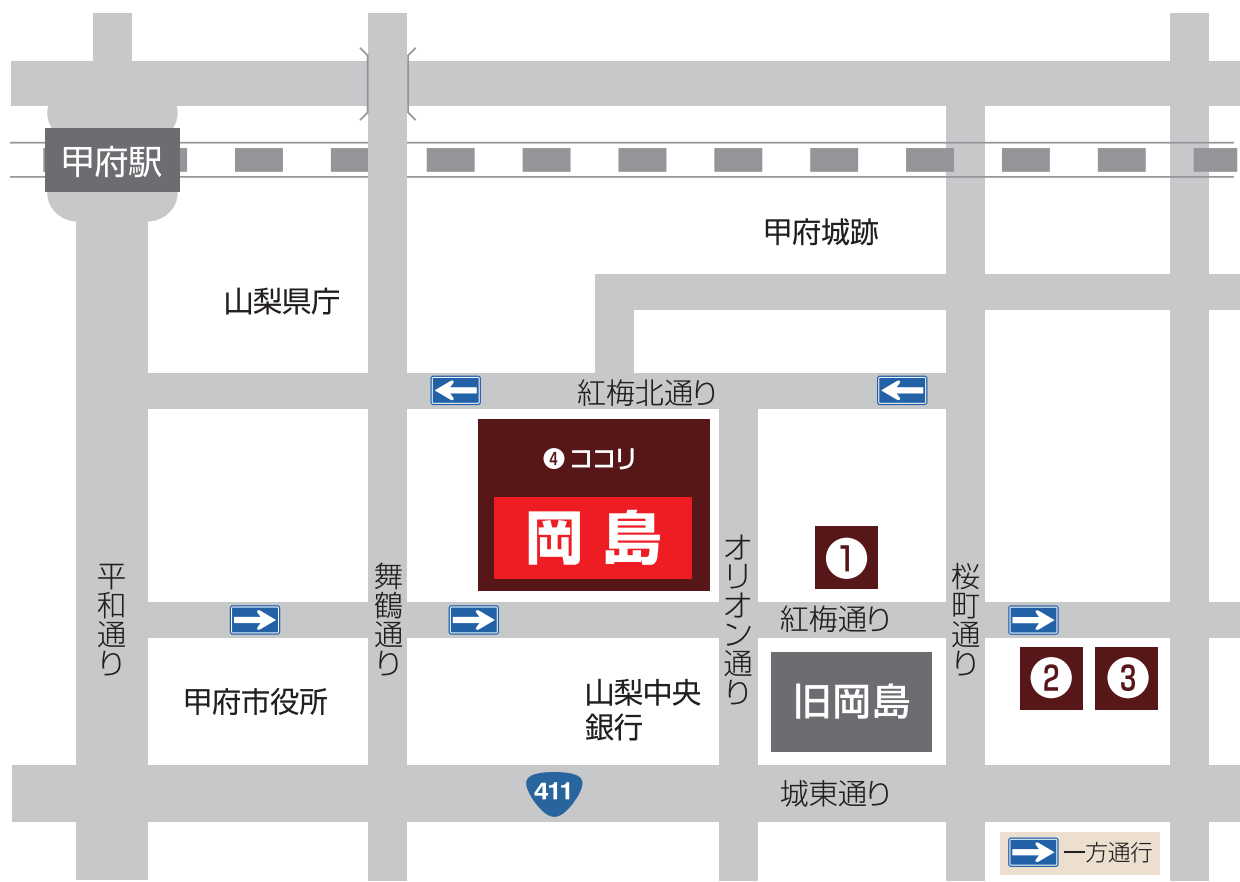 甲府駅
甲府城跡
山梨県庁
紅梅北通り
❹ココリ
岡島
オリオン通り
❶
平和通り
舞鶴通り
桜町通り
紅梅通り
❷
❸
甲府市役所
山梨中央
銀行
旧岡島
411
城東通り
一方通行